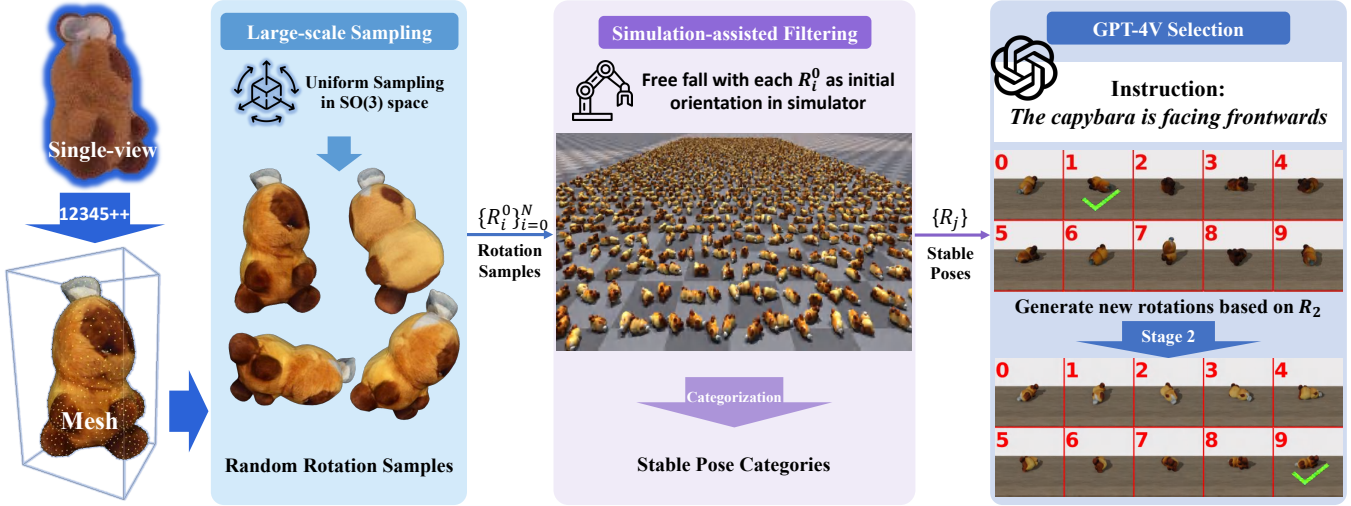 Single-view
12345++
Mesh
Large-scale Sampling
Uniform Sampling
in SO(3) space
Random Rotation Samples
{R_i^0}_{i=0}^N
Rotation
Samples
Simulation-assisted Filtering
Free fall with each R_i^0 as initial
orientation in simulator
Categorization
Stable Pose Categories
{R_j}
Stable
Poses
GPT-4V Selection
Instruction:
The capybara is facing frontwards
0 1 2 3 4
5 6 7 8 9
Generate new rotations based on R_2
Stage 2
0 1 2 3 4
5 6 7 8 9